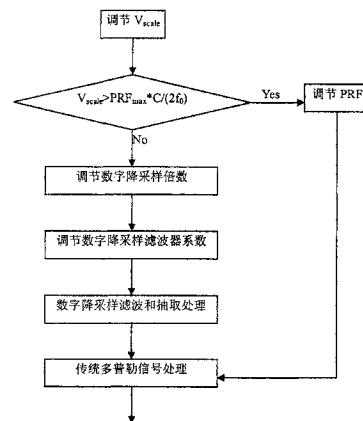 调节 Vscale
Vscale>PRFmax*C/(2f0)
Yes
调节 PRF
No
调节数字降采样倍数
调节数字降采样滤波器系数
数字降采样滤波和抽取处理
传统多普勒信号处理